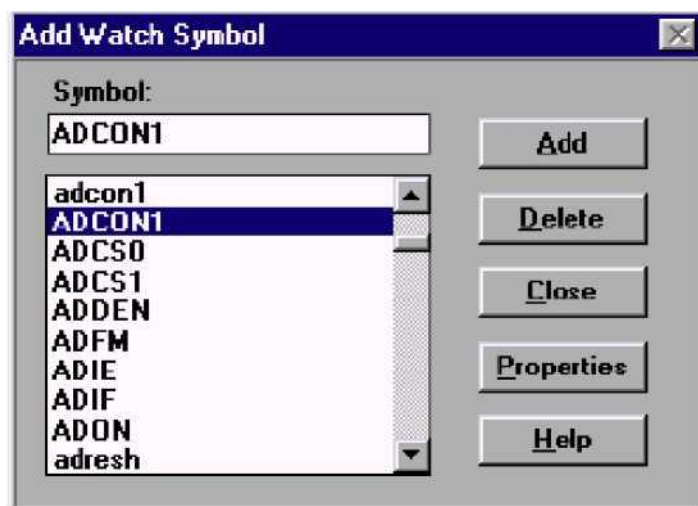 Add Watch Symbol
Symbol:
ADCON1
adcon1
ADCON1
ADCS0
ADCS1
ADDEN
ADFM
ADIE
ADIF
ADON
adresh
Add
Delete
Close
Properties
Help